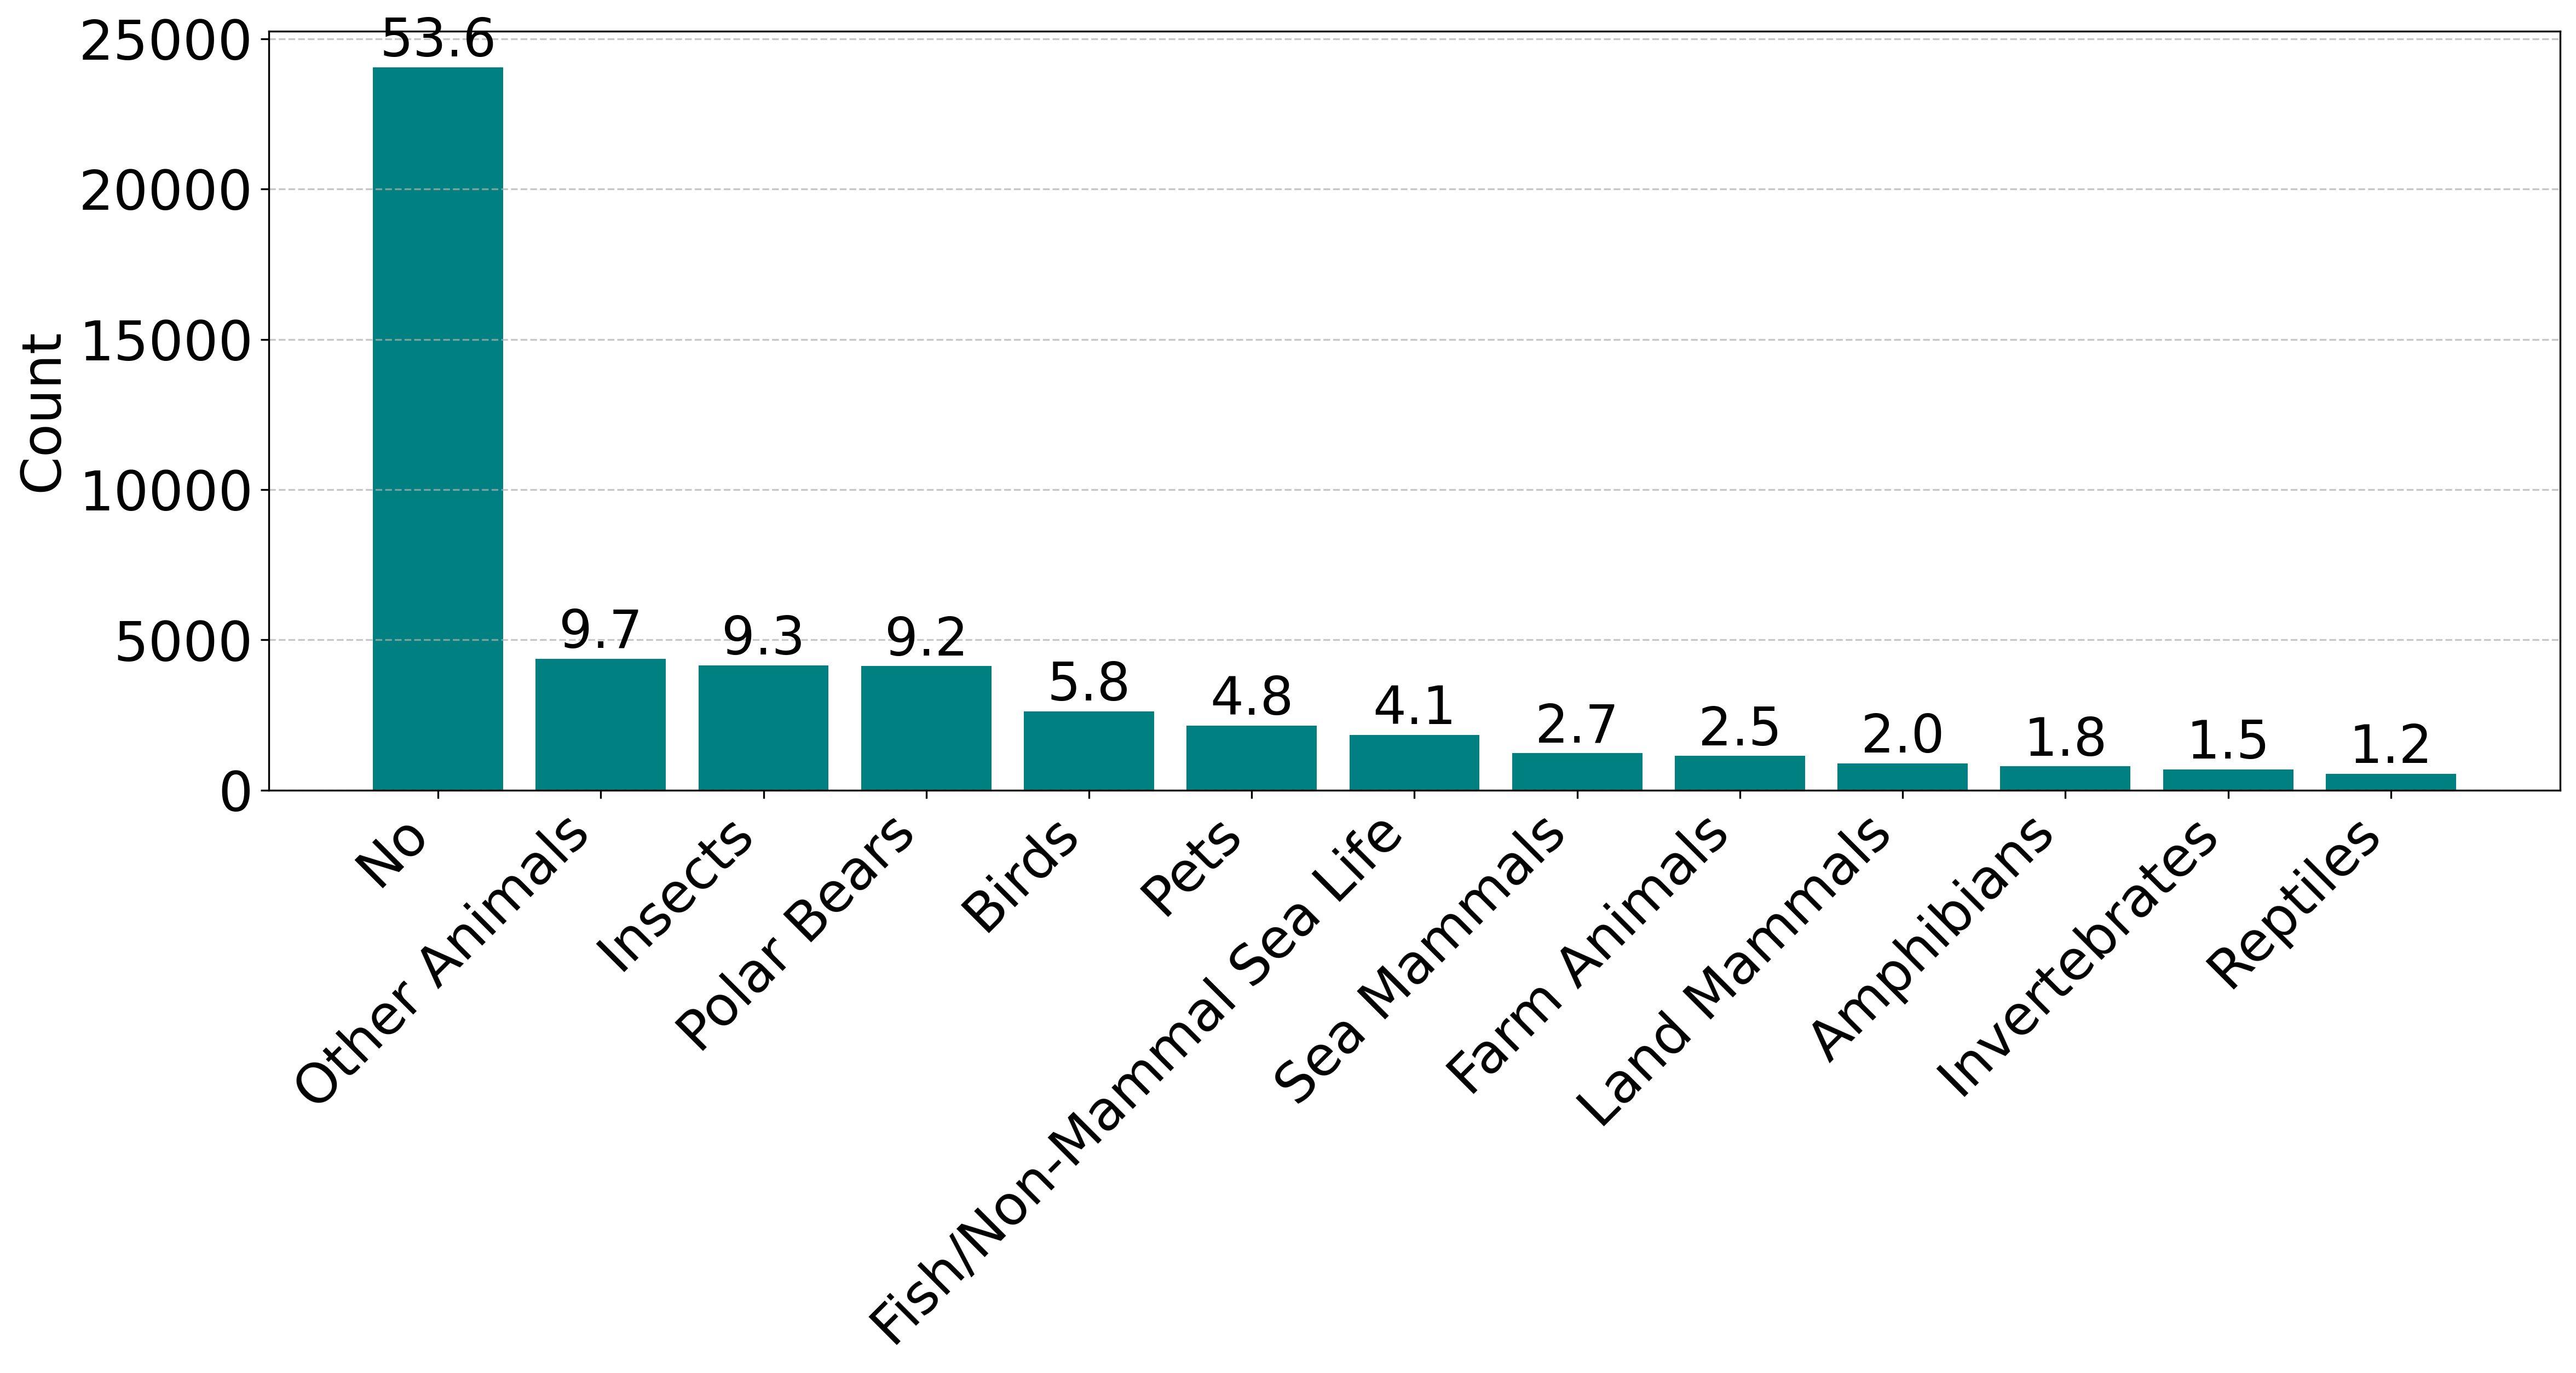 25000
20000
15000
10000
5000
0
Count
53.6
9.7
9.3
9.2
5.8
4.8
4.1
2.7
2.5
2.0
1.8
1.5
1.2
No
Other Animals
Insects
Polar Bears
Birds
Pets
Fish/Non-Mammal Sea Life
Sea Mammals
Farm Animals
Land Mammals
Amphibians
Invertebrates
Reptiles